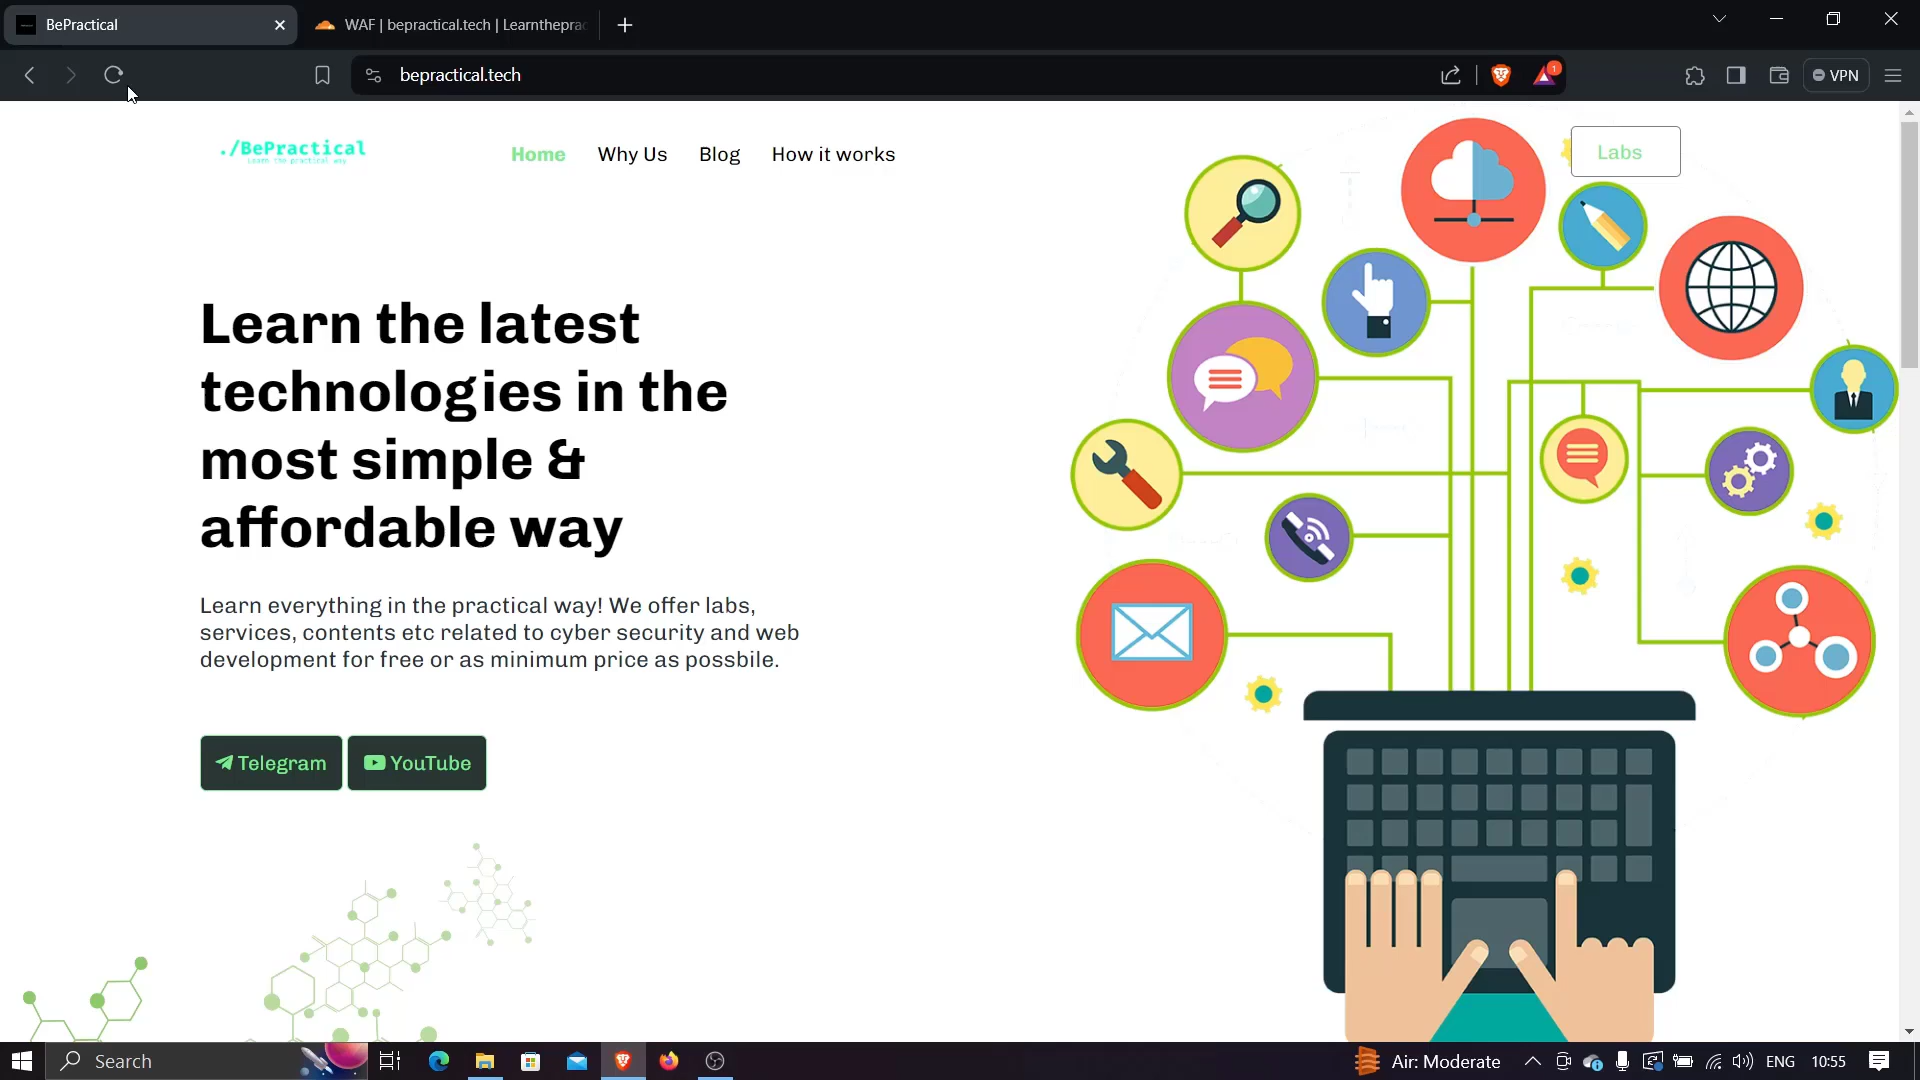 BePractical
WAF | bepractical.tech | Learntheprac
bepractical.tech
1
VPN
./BePractical
Learn the practical way
Home
Why Us
Blog
How it works
Labs
Learn the latest
technologies in the
most simple &
affordable way
Learn everything in the practical way! We offer labs,
services, contents etc related to cyber security and web
development for free or as minimum price as possbile.
Telegram
YouTube
Search
Air: Moderate
ENG
10:55